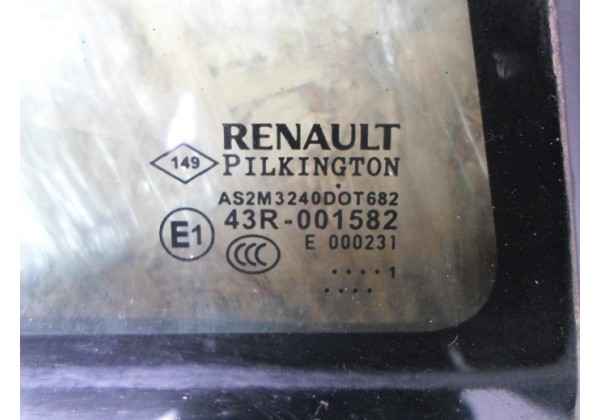 RENAULT
149 PILKINGTON
AS2M3240DOT682
E1 43R-001582
E 000231
CCC
.... 1
....